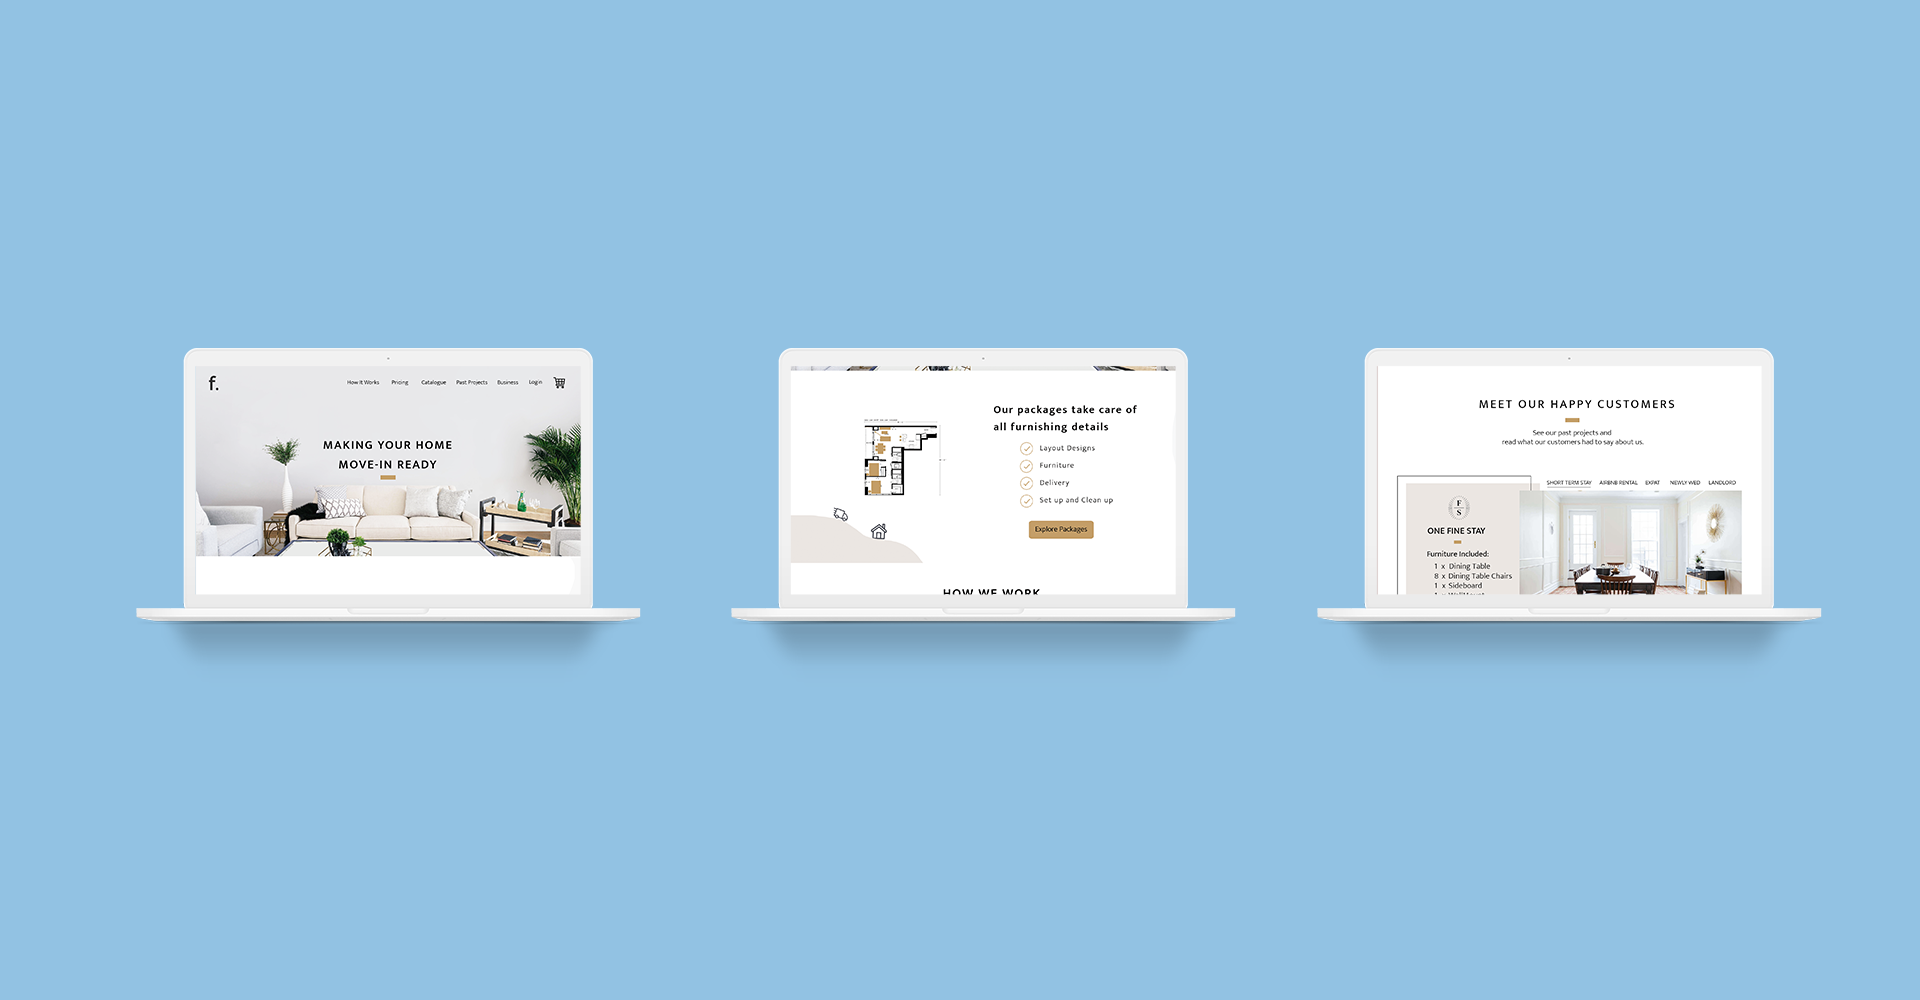 f.
How It Works Pricing Catalogue Past Projects Business Login
MAKING YOUR HOME
MOVE-IN READY
Our packages take care of
all furnishing details
Layout Designs
Furniture
Delivery
Set up and Clean up
Explore Packages
HOW WE WORK
MEET OUR HAPPY CUSTOMERS
See our past projects and
read what our customers had to say about us.
SHORT TERM STAY AIRBNB RENTAL EXPAT NEWLY WED LANDLORD
F
S
ONE FINE STAY
Furniture Included:
1 x Dining Table
8 x Dining Table Chairs
1 x Sideboard